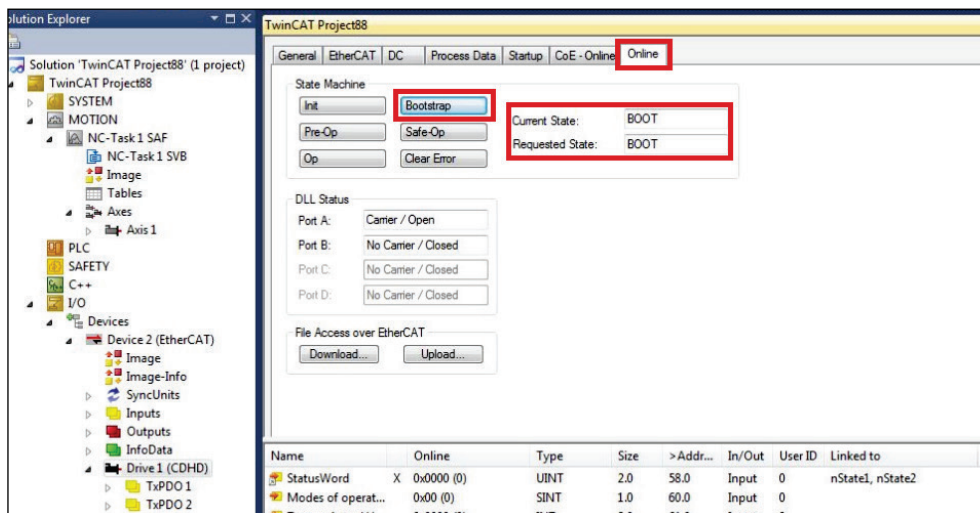 olution Explorer
Solution 'TwinCAT Project88' (1 project)
TwinCAT Project88
SYSTEM
MOTION
NC-Task 1 SAF
NC-Task 1 SVB
Image
Tables
Axes
Axis 1
PLC
SAFETY
C++
I/O
Devices
Device 2 (EtherCAT)
Image
Image-Info
SyncUnits
Inputs
Outputs
InfoData
Drive 1 (CDHD)
TxPDO 1
TxPDO 2
TwinCAT Project88
General EtherCAT DC Process Data Startup CoE - Online Online
State Machine
Init Bootstrap
Pre-Op Safe-Op
Op Clear Error
Current State: BOOT
Requested State: BOOT
DLL Status
Port A: Carrier / Open
Port B: No Carrier / Closed
Port C: No Carrier / Closed
Port D: No Carrier / Closed
File Access over EtherCAT
Download... Upload...
Name Online Type Size >Addr... In/Out User ID Linked to
StatusWord X 0x0000 (0) UINT 2.0 58.0 Input 0 nState1, nState2
Modes of operat... 0x00 (0) SINT 1.0 60.0 Input 0